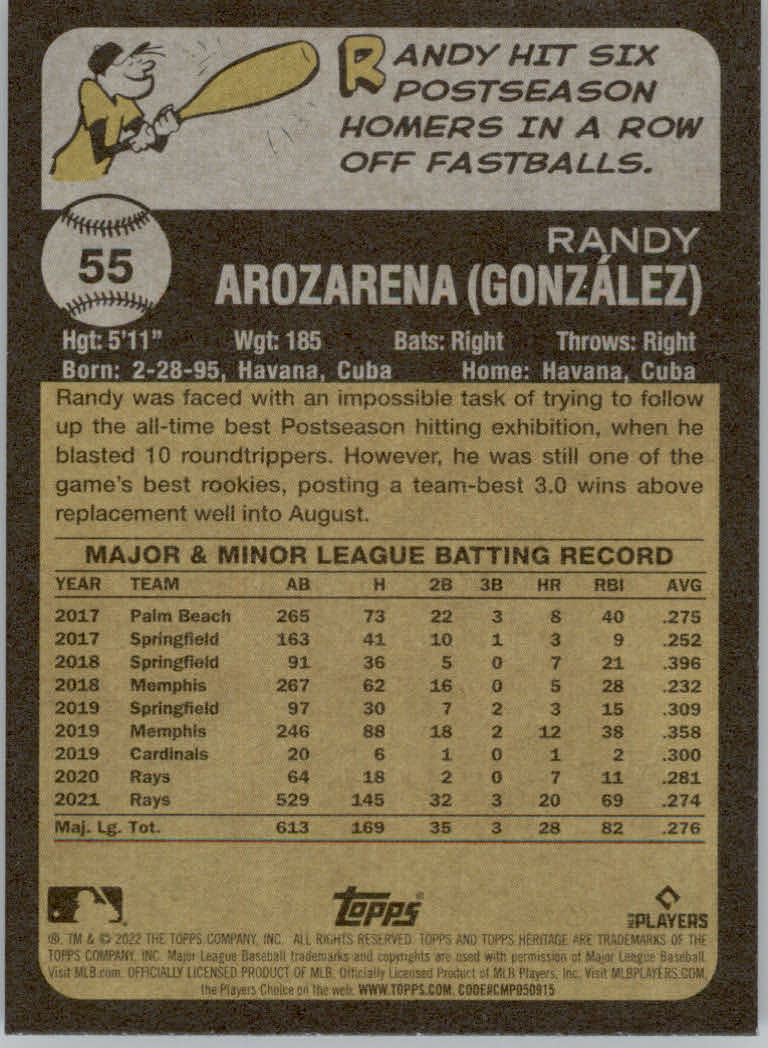 RANDY HIT SIX
POSTSEASON
HOMERS IN A ROW
OFF FASTBALLS.
55
RANDY
AROZARENA (GONZÁLEZ)
Hgt: 5'11" Wgt: 185 Bats: Right Throws: Right
Born: 2-28-95, Havana, Cuba Home: Havana, Cuba
Randy was faced with an impossible task of trying to follow
up the all-time best Postseason hitting exhibition, when he
blasted 10 roundtrippers. However, he was still one of the
game's best rookies, posting a team-best 3.0 wins above
replacement well into August.
MAJOR & MINOR LEAGUE BATTING RECORD
YEAR TEAM AB H 2B 3B HR RBI AVG
2017 Palm Beach 265 73 22 3 8 40 .275
2017 Springfield 163 41 10 1 3 9 .252
2018 Springfield 91 36 5 0 7 21 .396
2018 Memphis 267 62 16 0 5 28 .232
2019 Springfield 97 30 7 2 3 15 .309
2019 Memphis 246 88 18 2 12 38 .358
2019 Cardinals 20 6 1 0 1 2 .300
2020 Rays 64 18 2 0 7 11 .281
2021 Rays 529 145 32 3 20 69 .274
Maj. Lg. Tot. 613 169 35 3 28 82 .276
topps®
MLB PLAYERS
®, TM & © 2022 THE TOPPS COMPANY, INC. ALL RIGHTS RESERVED. TOPPS AND TOPPS HERITAGE ARE TRADEMARKS OF THE
TOPPS COMPANY, INC. Major League Baseball trademarks and copyrights are used with permission of Major League Baseball.
Visit MLB.com. OFFICIALLY LICENSED PRODUCT OF MLB. Officially Licensed Product of MLB Players, Inc. Visit MLBPLAYERS.COM,
the Players Choice on the web. WWW.TOPPS.COM. CODE#CMP050915